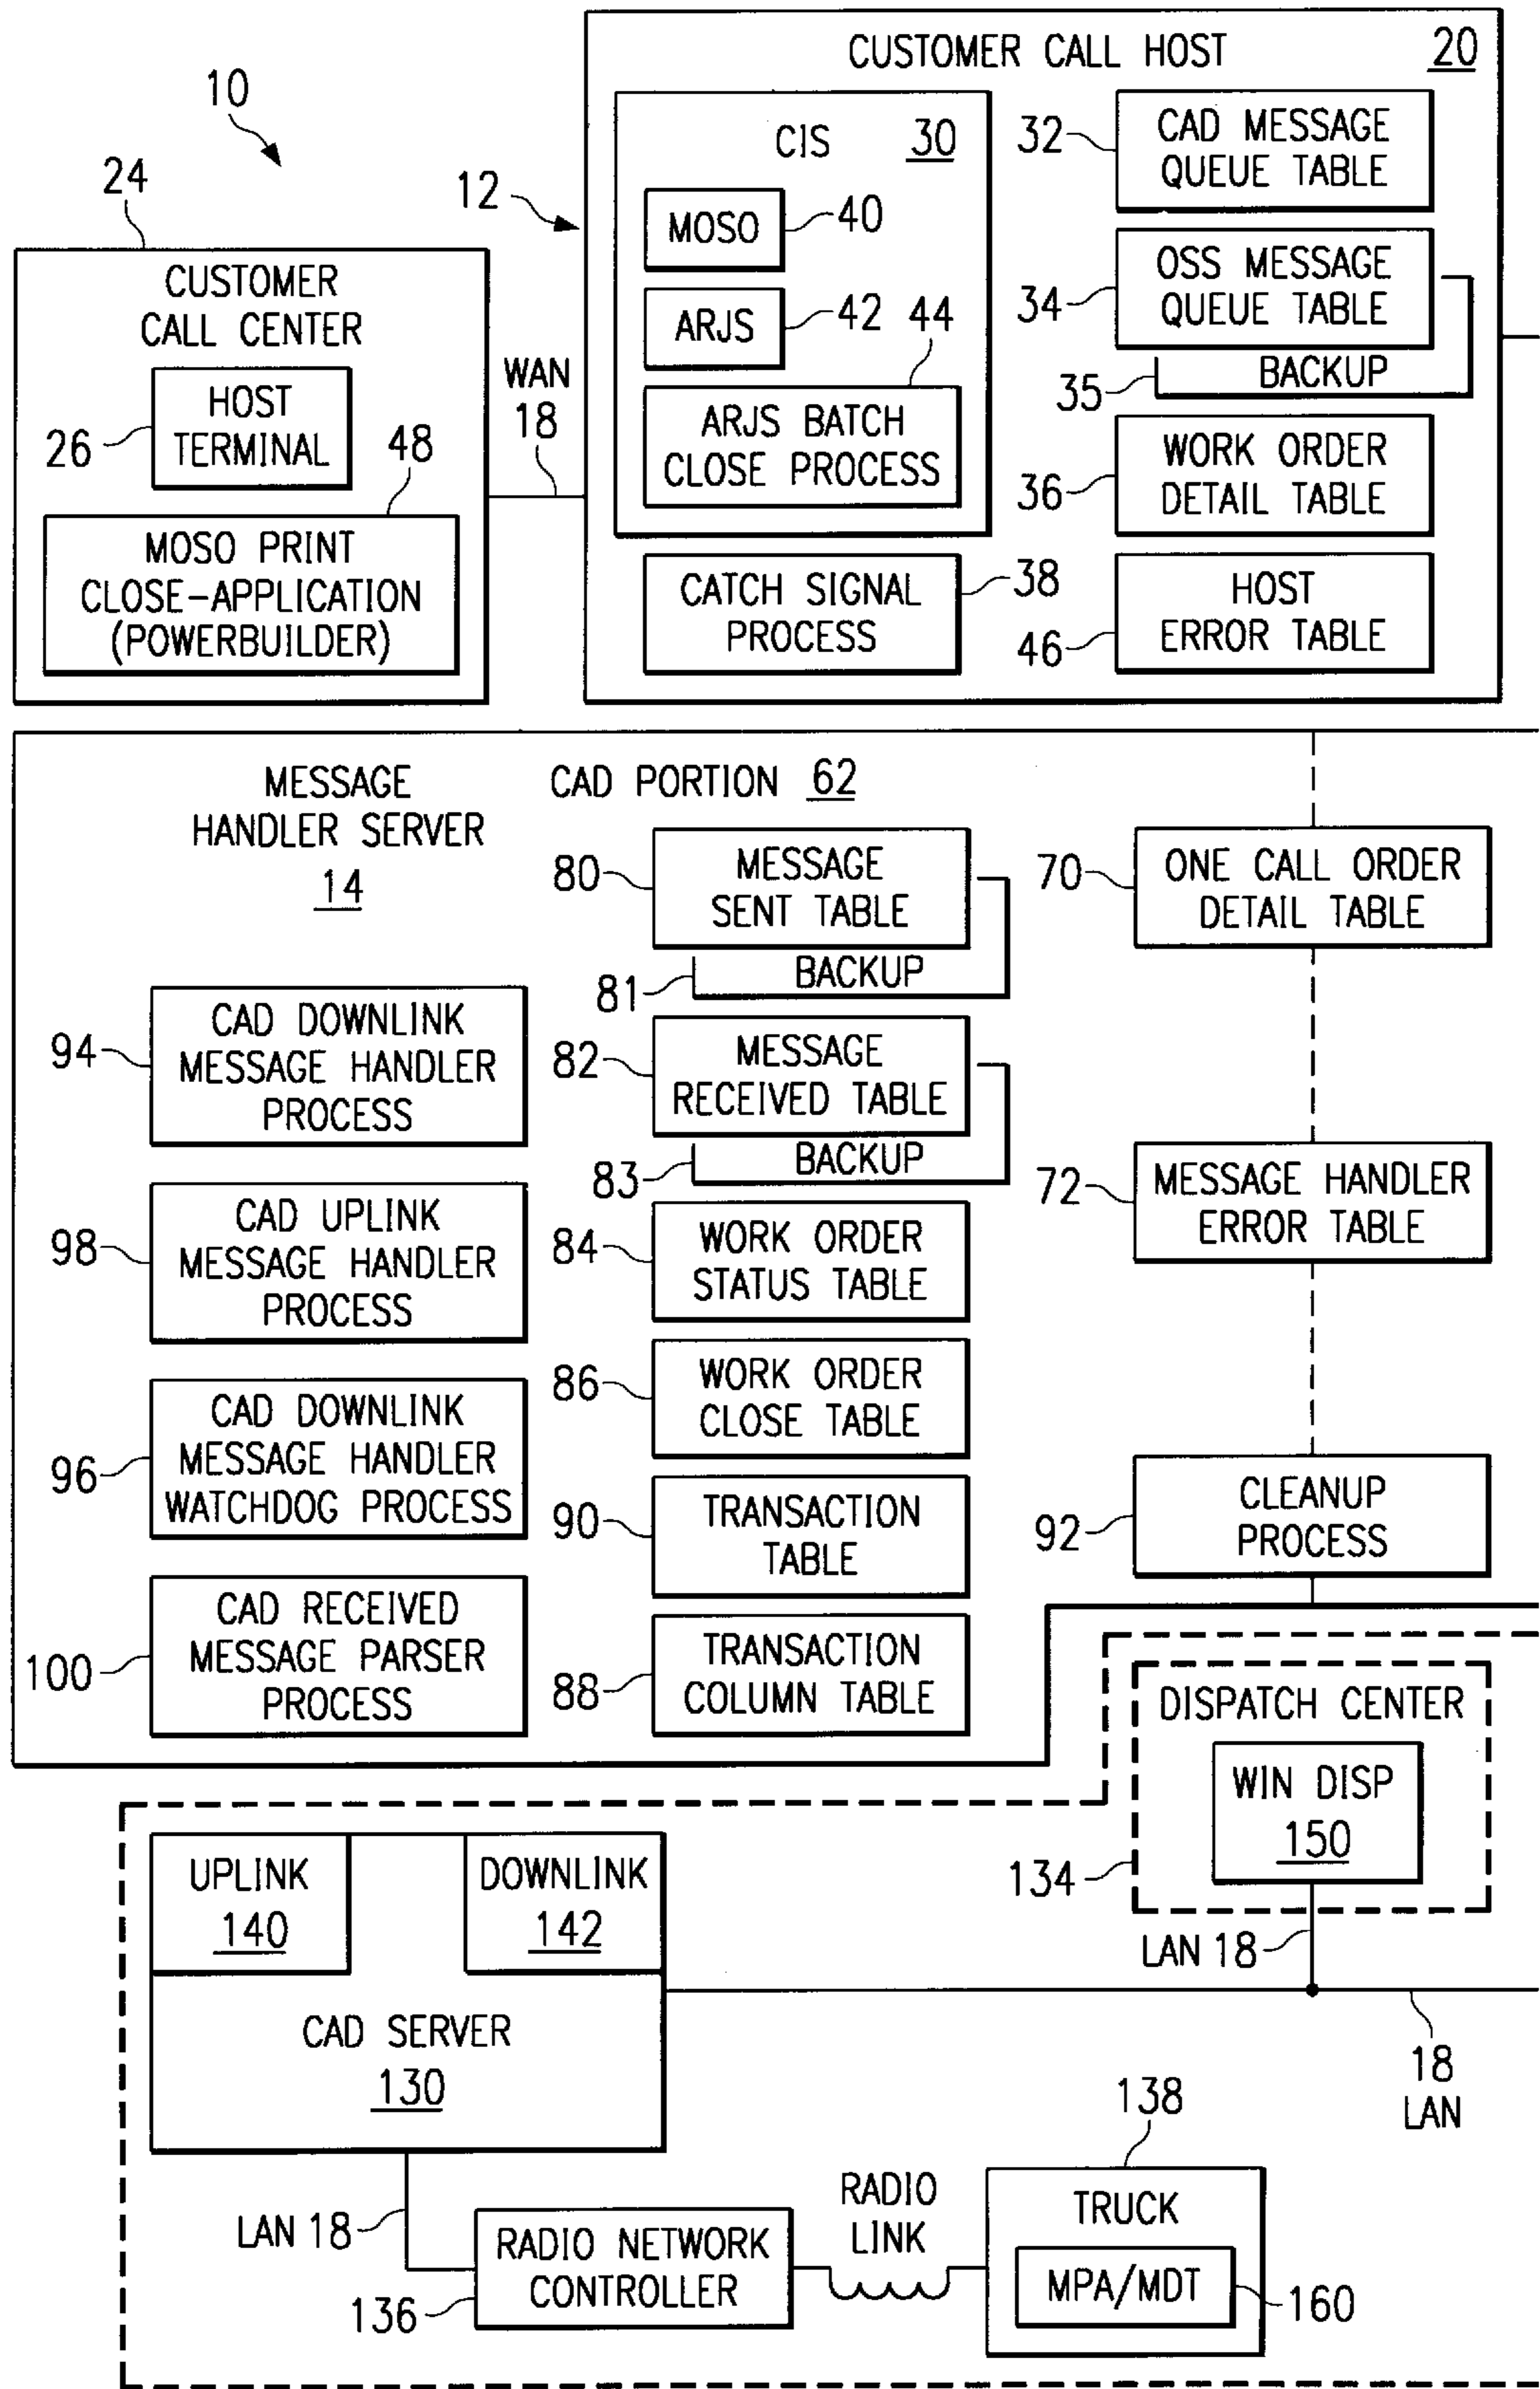 10
24
CUSTOMER
CALL CENTER
HOST
TERMINAL
26
48
MOSO PRINT
CLOSE-APPLICATION
(POWERBUILDER)
WAN
18
12
CUSTOMER CALL HOST 20
CIS 30
MOSO 40
ARJS 42
44
ARJS BATCH
CLOSE PROCESS
CATCH SIGNAL
PROCESS
38
32
CAD MESSAGE
QUEUE TABLE
34
OSS MESSAGE
QUEUE TABLE
35
BACKUP
36
WORK ORDER
DETAIL TABLE
46
HOST
ERROR TABLE
MESSAGE
HANDLER SERVER
14
CAD PORTION 62
94
CAD DOWNLINK
MESSAGE HANDLER
PROCESS
98
CAD UPLINK
MESSAGE HANDLER
PROCESS
96
CAD DOWNLINK
MESSAGE HANDLER
WATCHDOG PROCESS
100
CAD RECEIVED
MESSAGE PARSER
PROCESS
80
MESSAGE
SENT TABLE
81
BACKUP
82
MESSAGE
RECEIVED TABLE
83
BACKUP
84
WORK ORDER
STATUS TABLE
86
WORK ORDER
CLOSE TABLE
90
TRANSACTION
TABLE
88
TRANSACTION
COLUMN TABLE
70
ONE CALL ORDER
DETAIL TABLE
72
MESSAGE HANDLER
ERROR TABLE
92
CLEANUP
PROCESS
DISPATCH CENTER
WIN DISP
150
134
LAN 18
18
LAN
UPLINK
140
DOWNLINK
142
CAD SERVER
130
LAN 18
RADIO NETWORK
CONTROLLER
136
RADIO
LINK
138
TRUCK
MPA/MDT
160